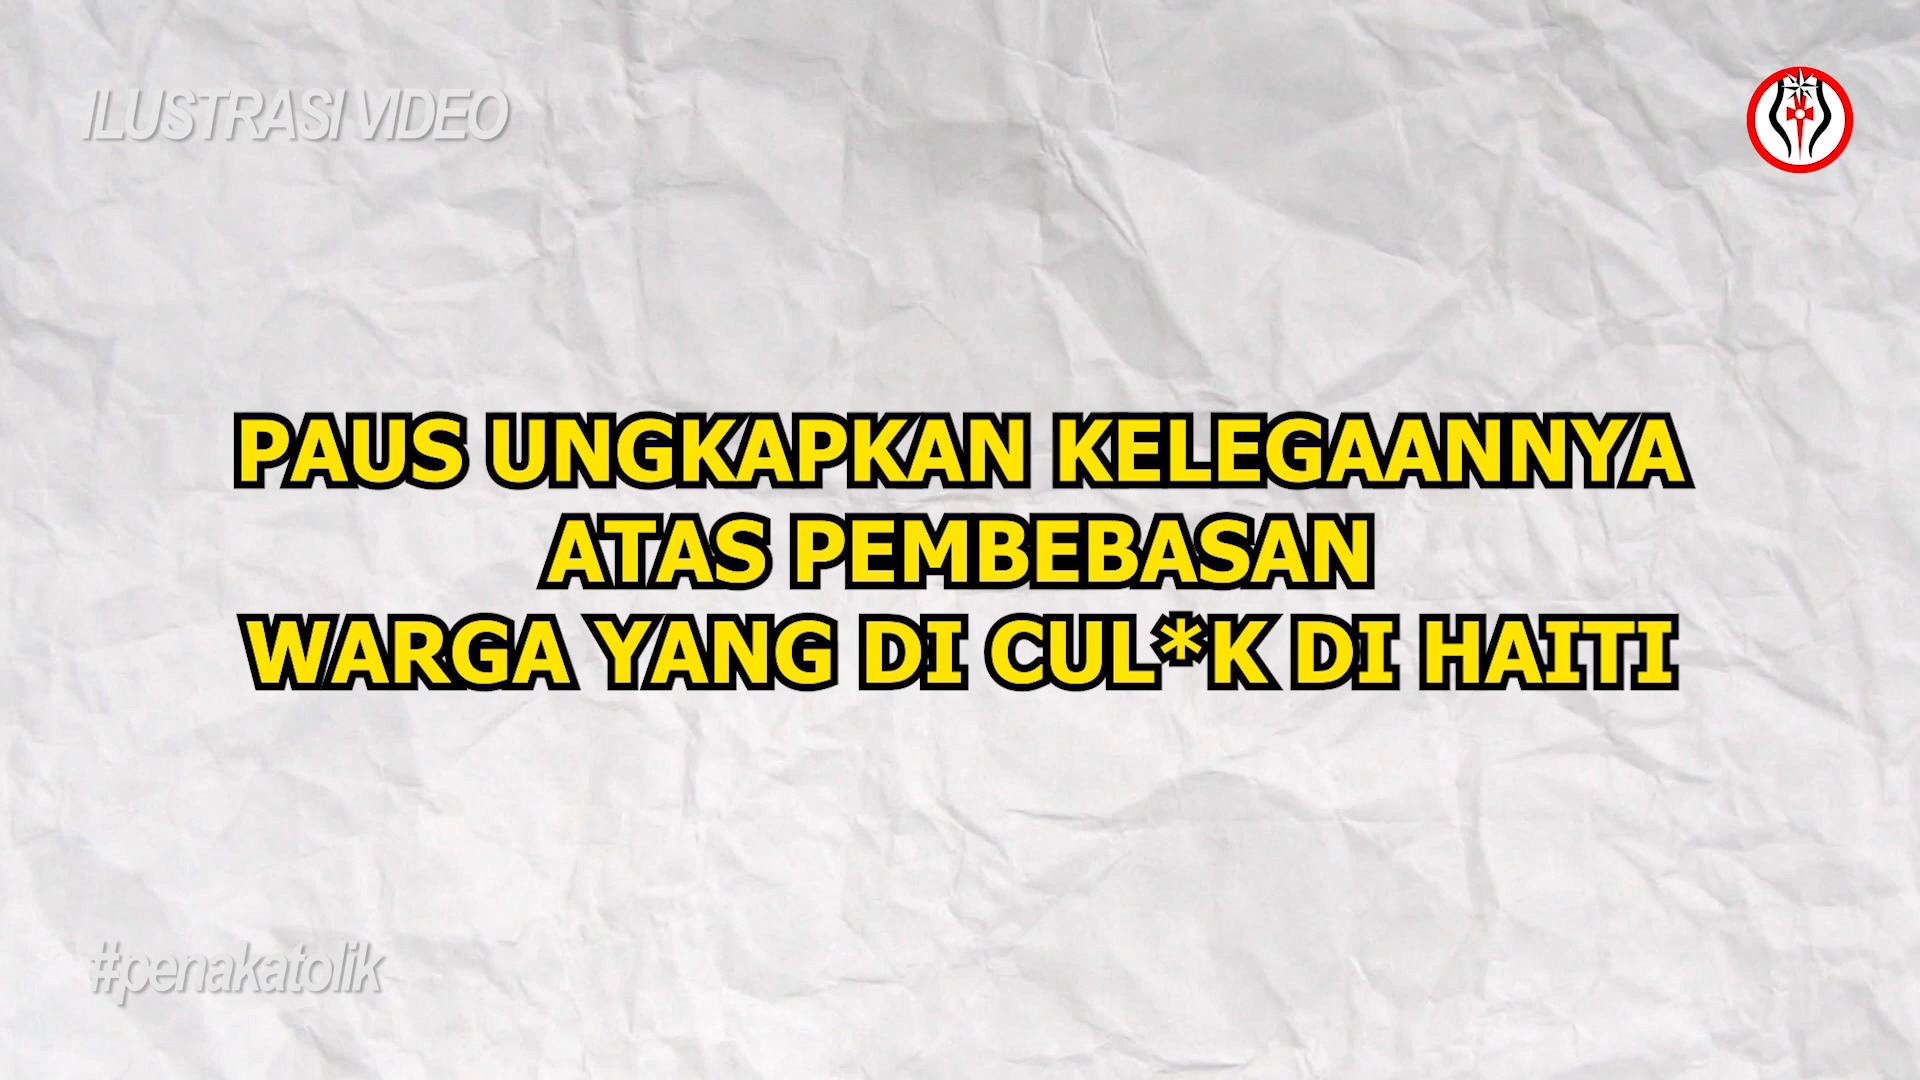 ILUSTRASI VIDEO
PAUS UNGKAPKAN KELEGAANNYA
ATAS PEMBEBASAN
WARGA YANG DI CUL*K DI HAITI
#penakatolik